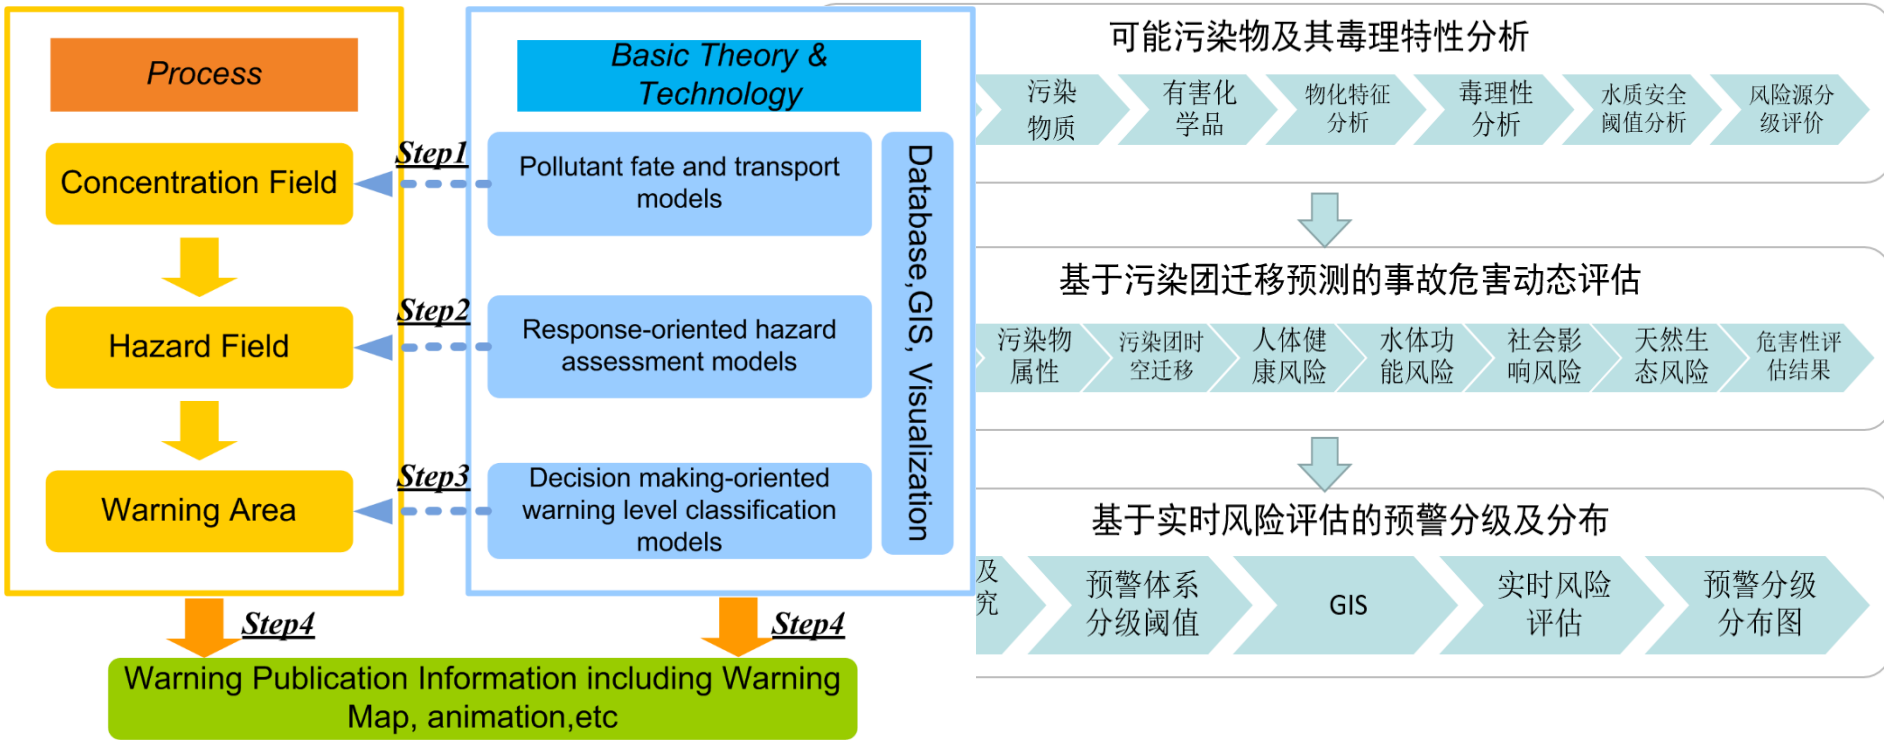 Process
Concentration Field
Hazard Field
Warning Area
Step1
Step2
Step3
Basic Theory &
Technology
Pollutant fate and transport
models
Response-oriented hazard
assessment models
Decision making-oriented
warning level classification
models
Database,GIS, Visualization
Step4
Step4
Warning Publication Information including Warning
Map, animation,etc
可能污染物及其毒理特性分析
污染
物质
有害化
学品
物化特征
分析
毒理性
分析
水质安全
阈值分析
风险源分
级评价
基于污染团迁移预测的事故危害动态评估
污染物
属性
污染团时
空迁移
人体健
康风险
水体功
能风险
社会影
响风险
天然生
态风险
危害性评
估结果
基于实时风险评估的预警分级及分布
及
究
预警体系
分级阈值
GIS
实时风险
评估
预警分级
分布图